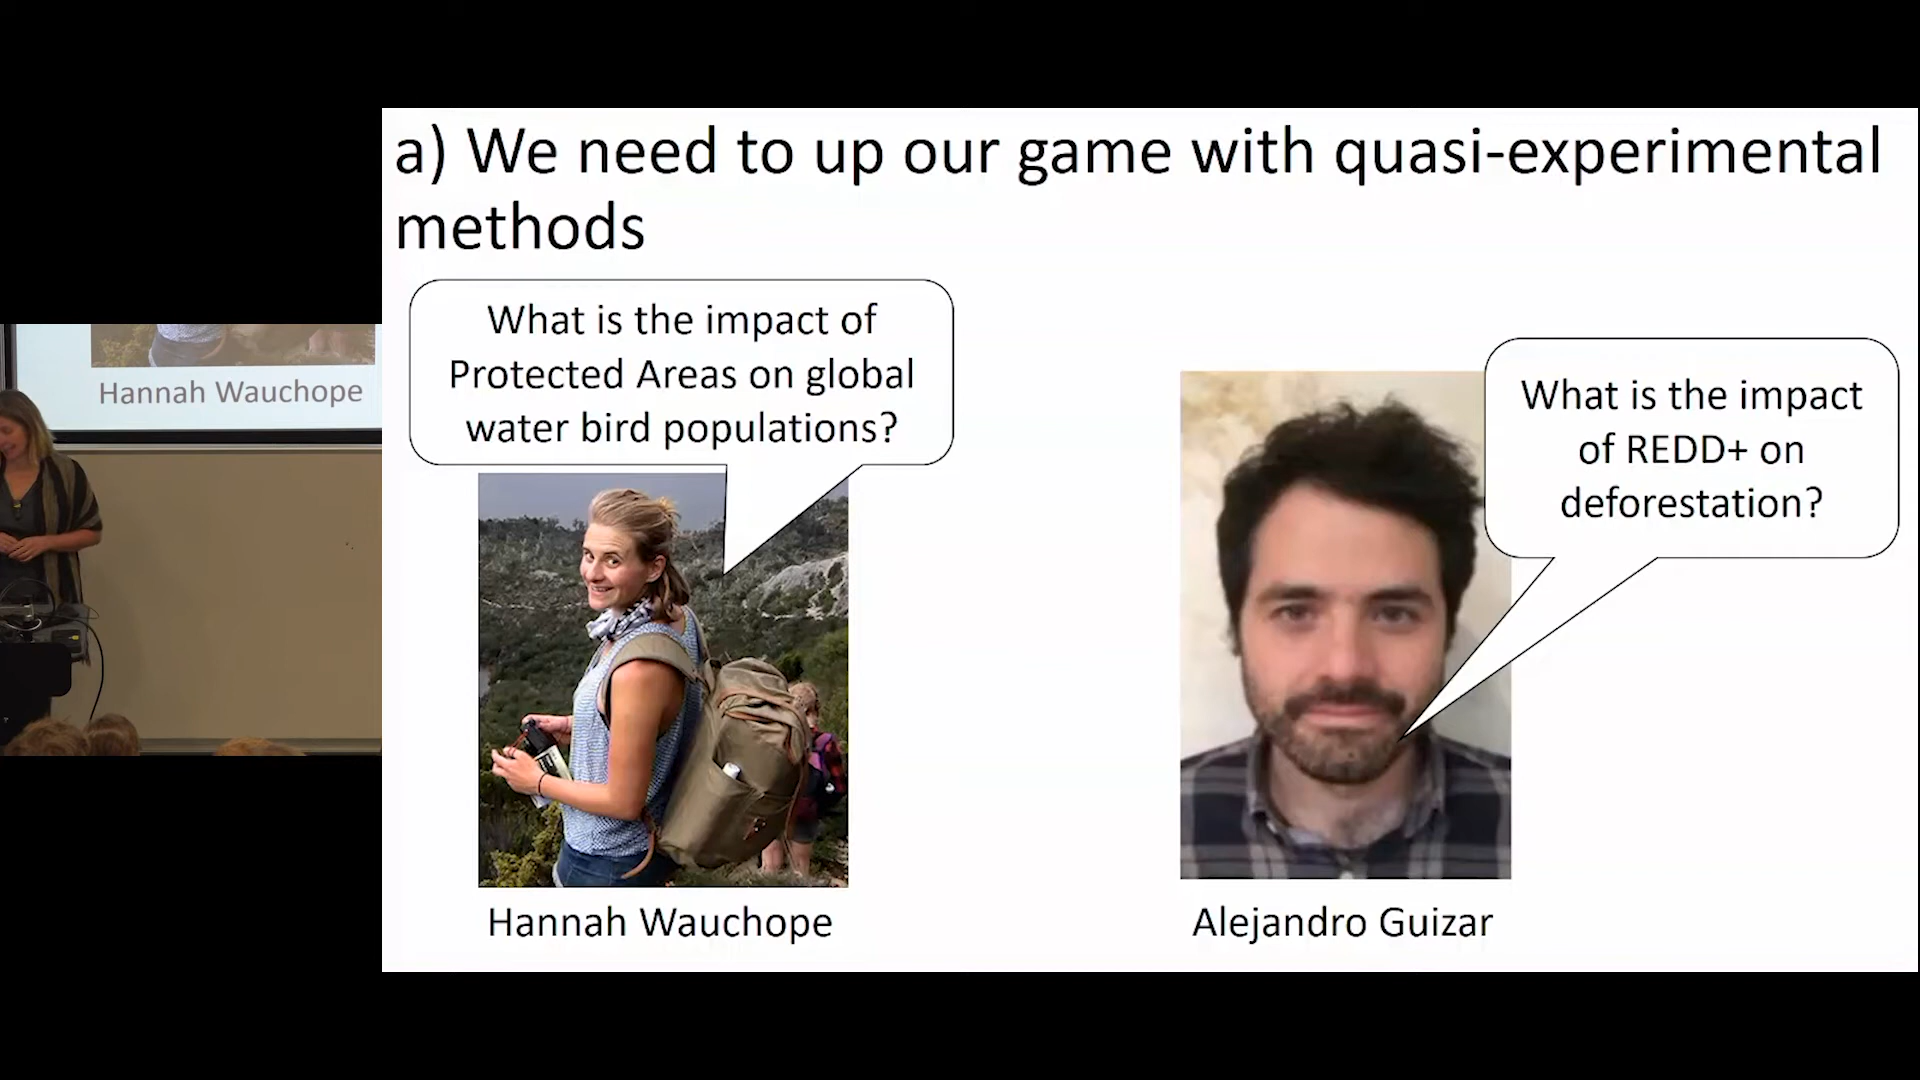 a) We need to up our game with quasi-experimental
methods
What is the impact of
Protected Areas on global
water bird populations?
What is the impact
of REDD+ on
deforestation?
Hannah Wauchope
Hannah Wauchope
Alejandro Guizar